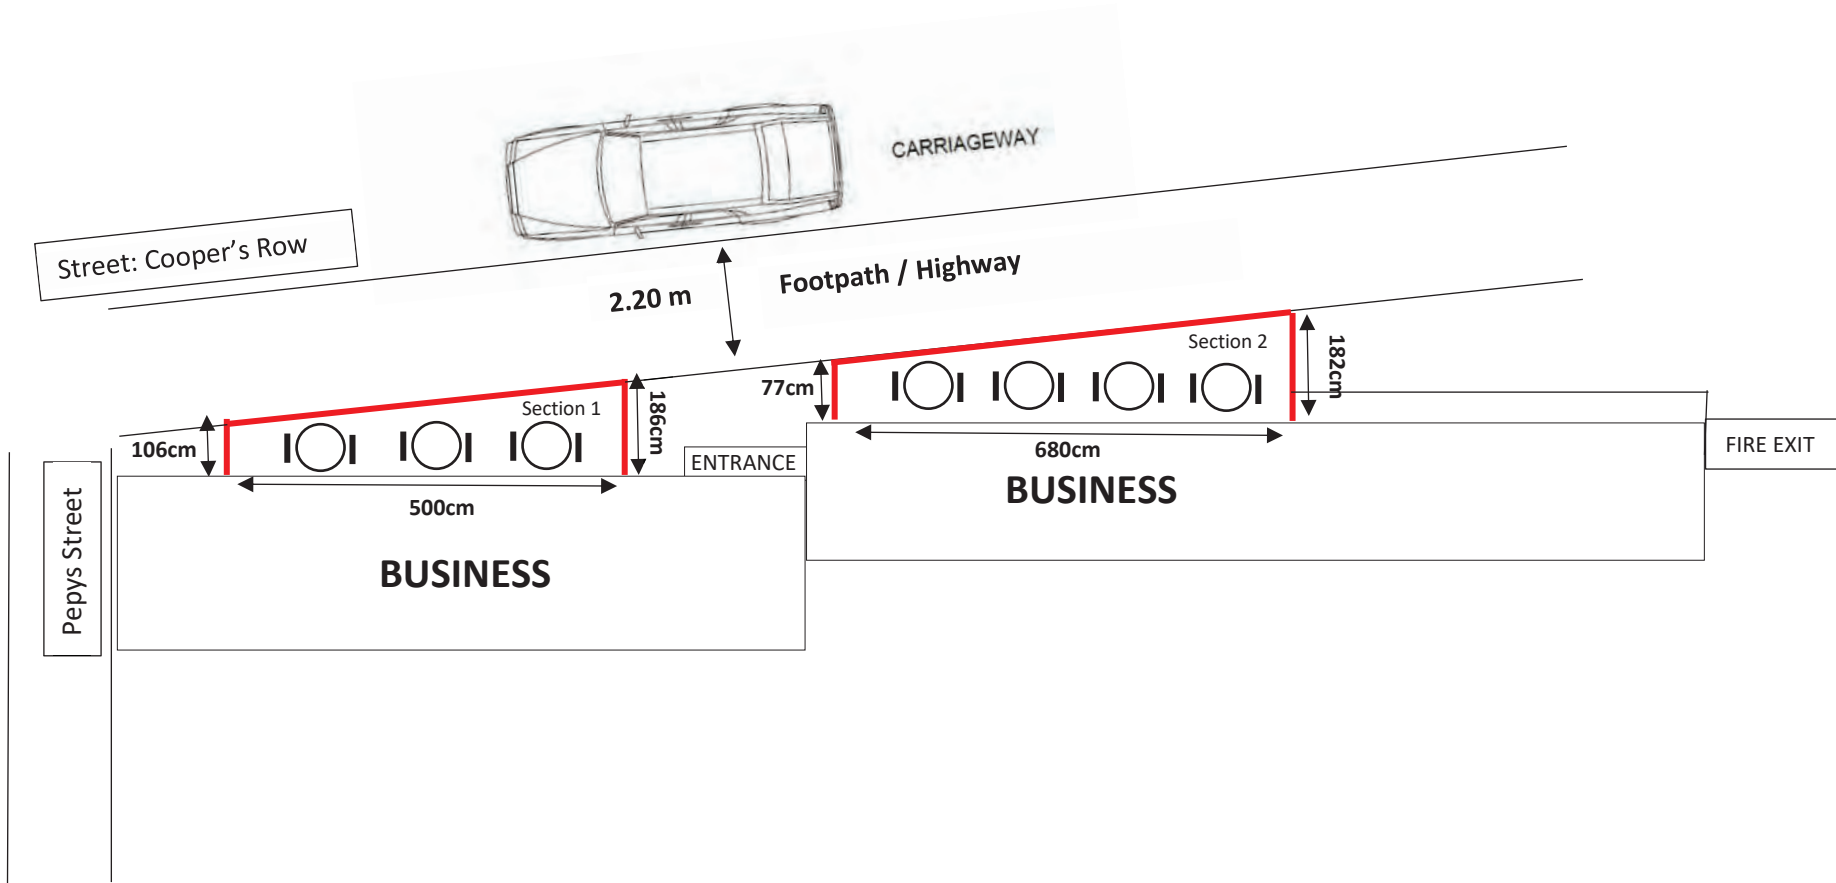 CARRIAGEWAY
Street: Cooper's Row
Footpath / Highway
2.20 m
Section 2
182cm
77cm
Section 1
186cm
106cm
680cm
FIRE EXIT
ENTRANCE
BUSINESS
500cm
BUSINESS
Pepys Street